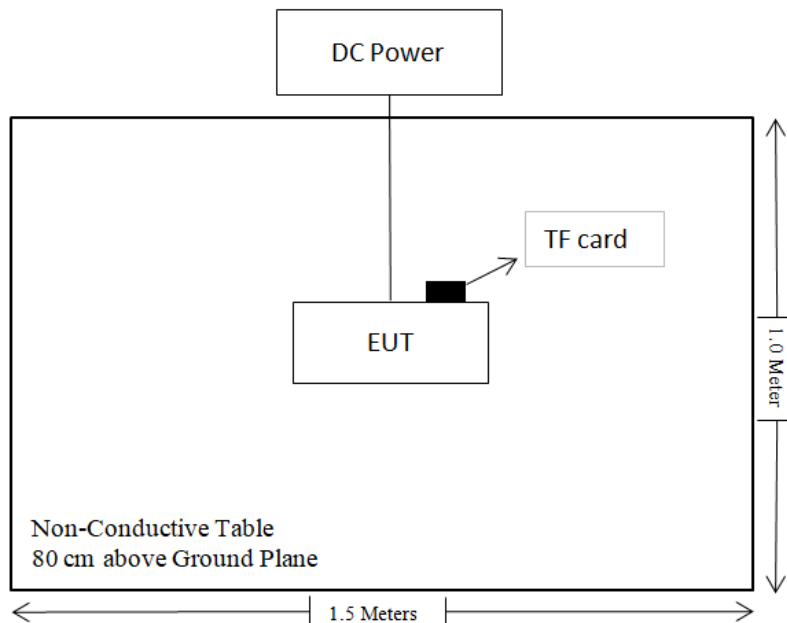 DC Power
TF card
EUT
1.0 Meter
Non-Conductive Table
80 cm above Ground Plane
1.5 Meters